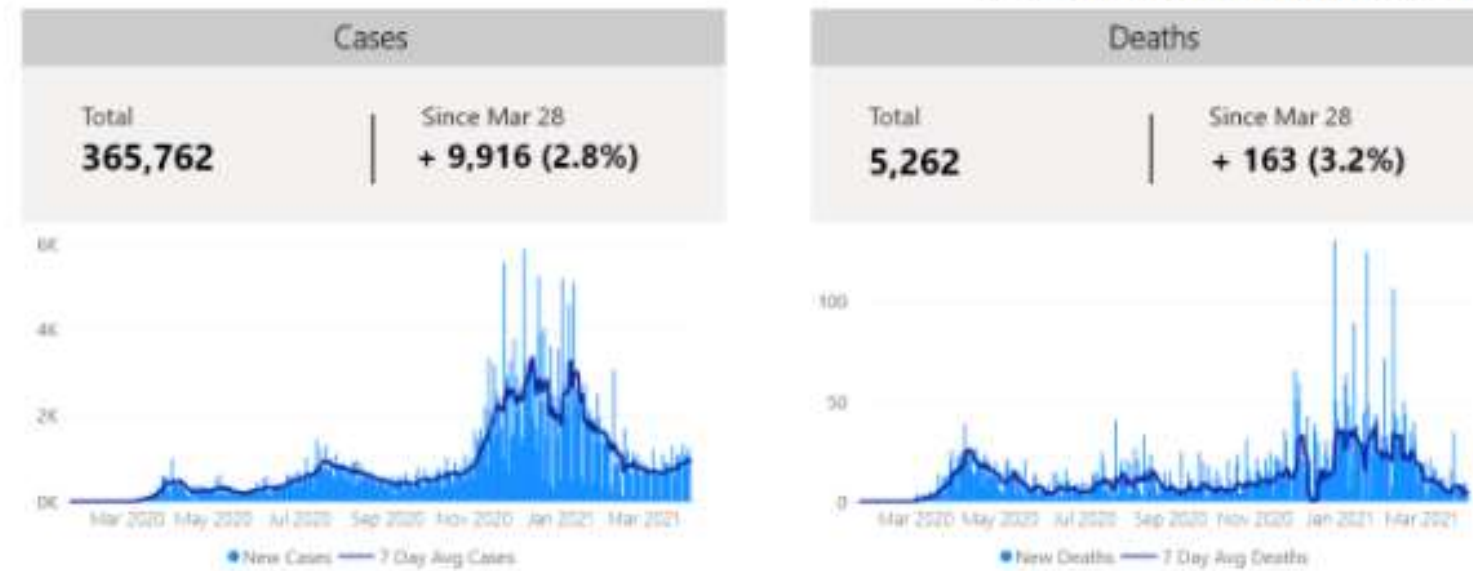 Cases
Total
365,762
Since Mar 28
+ 9,916 (2.8%)
6K
4K
2K
0K
Mar 2020 May 2020 Jul 2020 Sep 2020 Nov 2020 Jan 2021 Mar 2021
New Cases 7 Day Avg Cases
Deaths
Total
5,262
Since Mar 28
+ 163 (3.2%)
100
50
0
Mar 2020 May 2020 Jul 2020 Sep 2020 Nov 2020 Jan 2021 Mar 2021
New Deaths 7 Day Avg Deaths